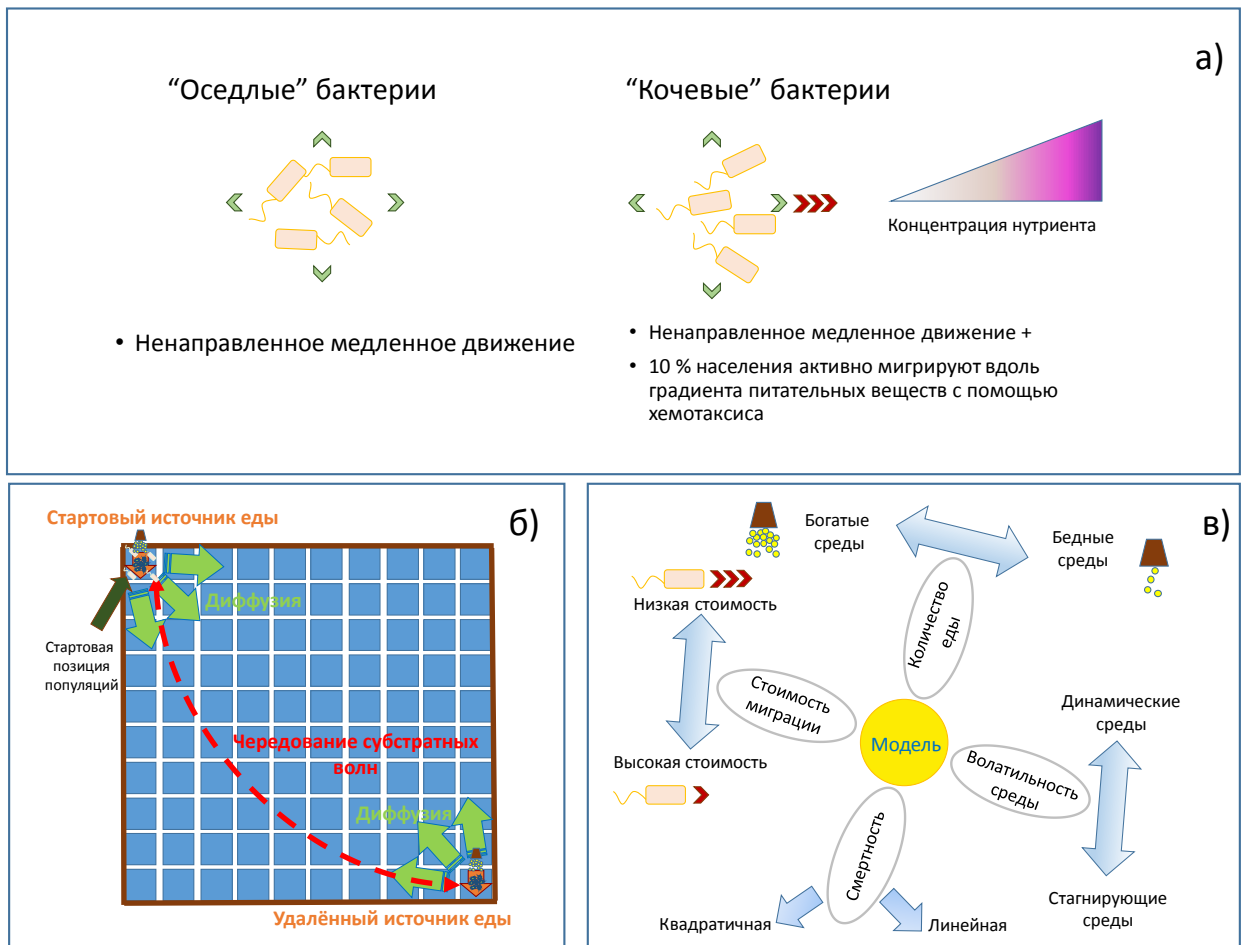 а)
“Оседлые” бактерии
“Кочевые” бактерии
Концентрация нутриента
• Ненаправленное медленное движение
• Ненаправленное медленное движение +
• 10 % населения активно мигрируют вдоль
градиента питательных веществ с помощью
хемотаксиса
б)
Стартовый источник еды
Диффузия
Стартовая
позиция
популяций
Чередование субстратных
волн
Диффузия
Удалённый источник еды
в)
Богатые
среды
Бедные
среды
Низкая стоимость
Количество
еды
Стоимость
миграции
Динамические
среды
Модель
Высокая стоимость
Волатильность
среды
Смертность
Квадратичная
Линейная
Стагнирующие
среды